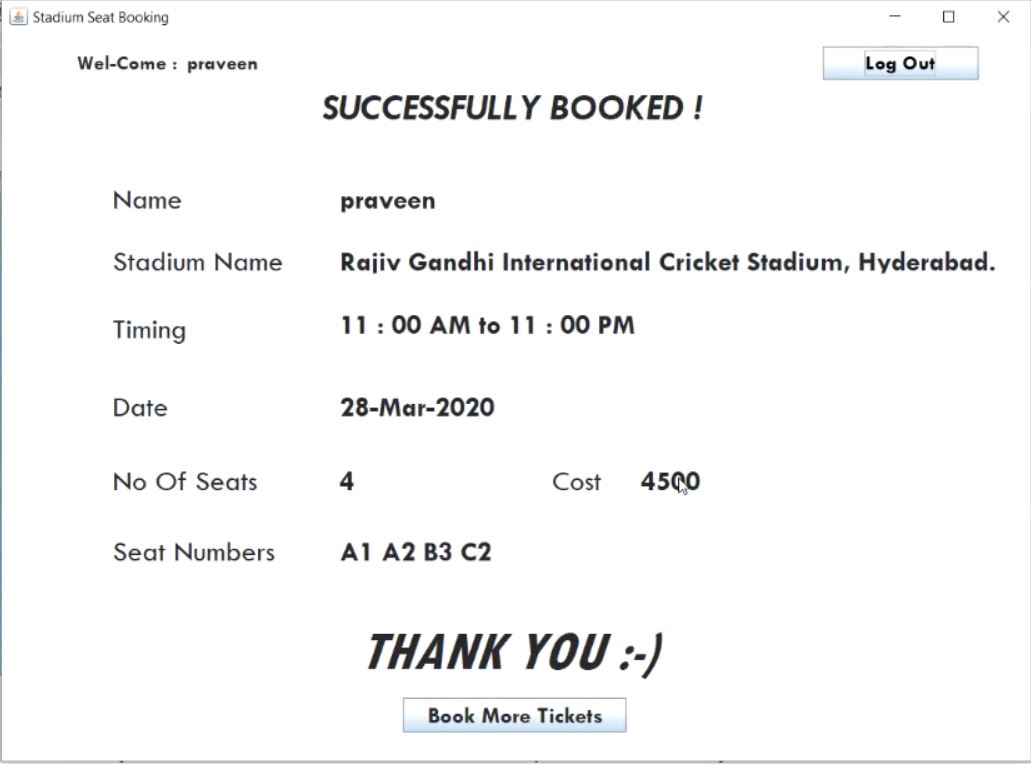 Stadium Seat Booking
Wel-Come : praveen
Log Out
SUCCESSFULLY BOOKED !
Name praveen
Stadium Name Rajiv Gandhi International Cricket Stadium, Hyderabad.
Timing 11 : 00 AM to 11 : 00 PM
Date 28-Mar-2020
No Of Seats 4 Cost 4500
Seat Numbers A1 A2 B3 C2
THANK YOU :-)
Book More Tickets